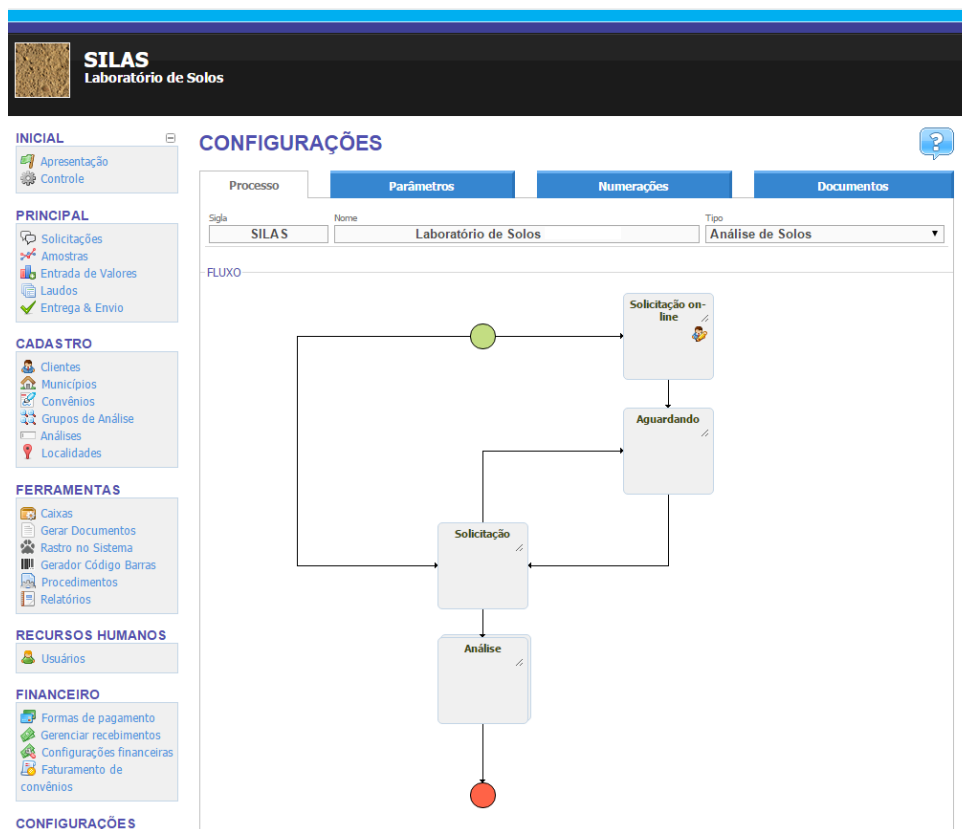 SILAS
Laboratório de Solos
INICIAL
Apresentação
Controle
PRINCIPAL
Solicitações
Amostras
Entrada de Valores
Laudos
Entrega & Envio
CADASTRO
Clientes
Municípios
Convênios
Grupos de Análise
Análises
Localidades
FERRAMENTAS
Caixas
Gerar Documentos
Rastro no Sistema
Gerador Código Barras
Procedimentos
Relatórios
RECURSOS HUMANOS
Usuários
FINANCEIRO
Formas de pagamento
Gerenciar recebimentos
Configurações financeiras
Faturamento de
convênios
CONFIGURAÇÕES
CONFIGURAÇÕES
?
Processo Parâmetros Numerações Documentos
Sigla Nome Tipo
SILAS Laboratório de Solos Análise de Solos
FLUXO
Solicitação on-
line
Aguardando
Solicitação
Análise